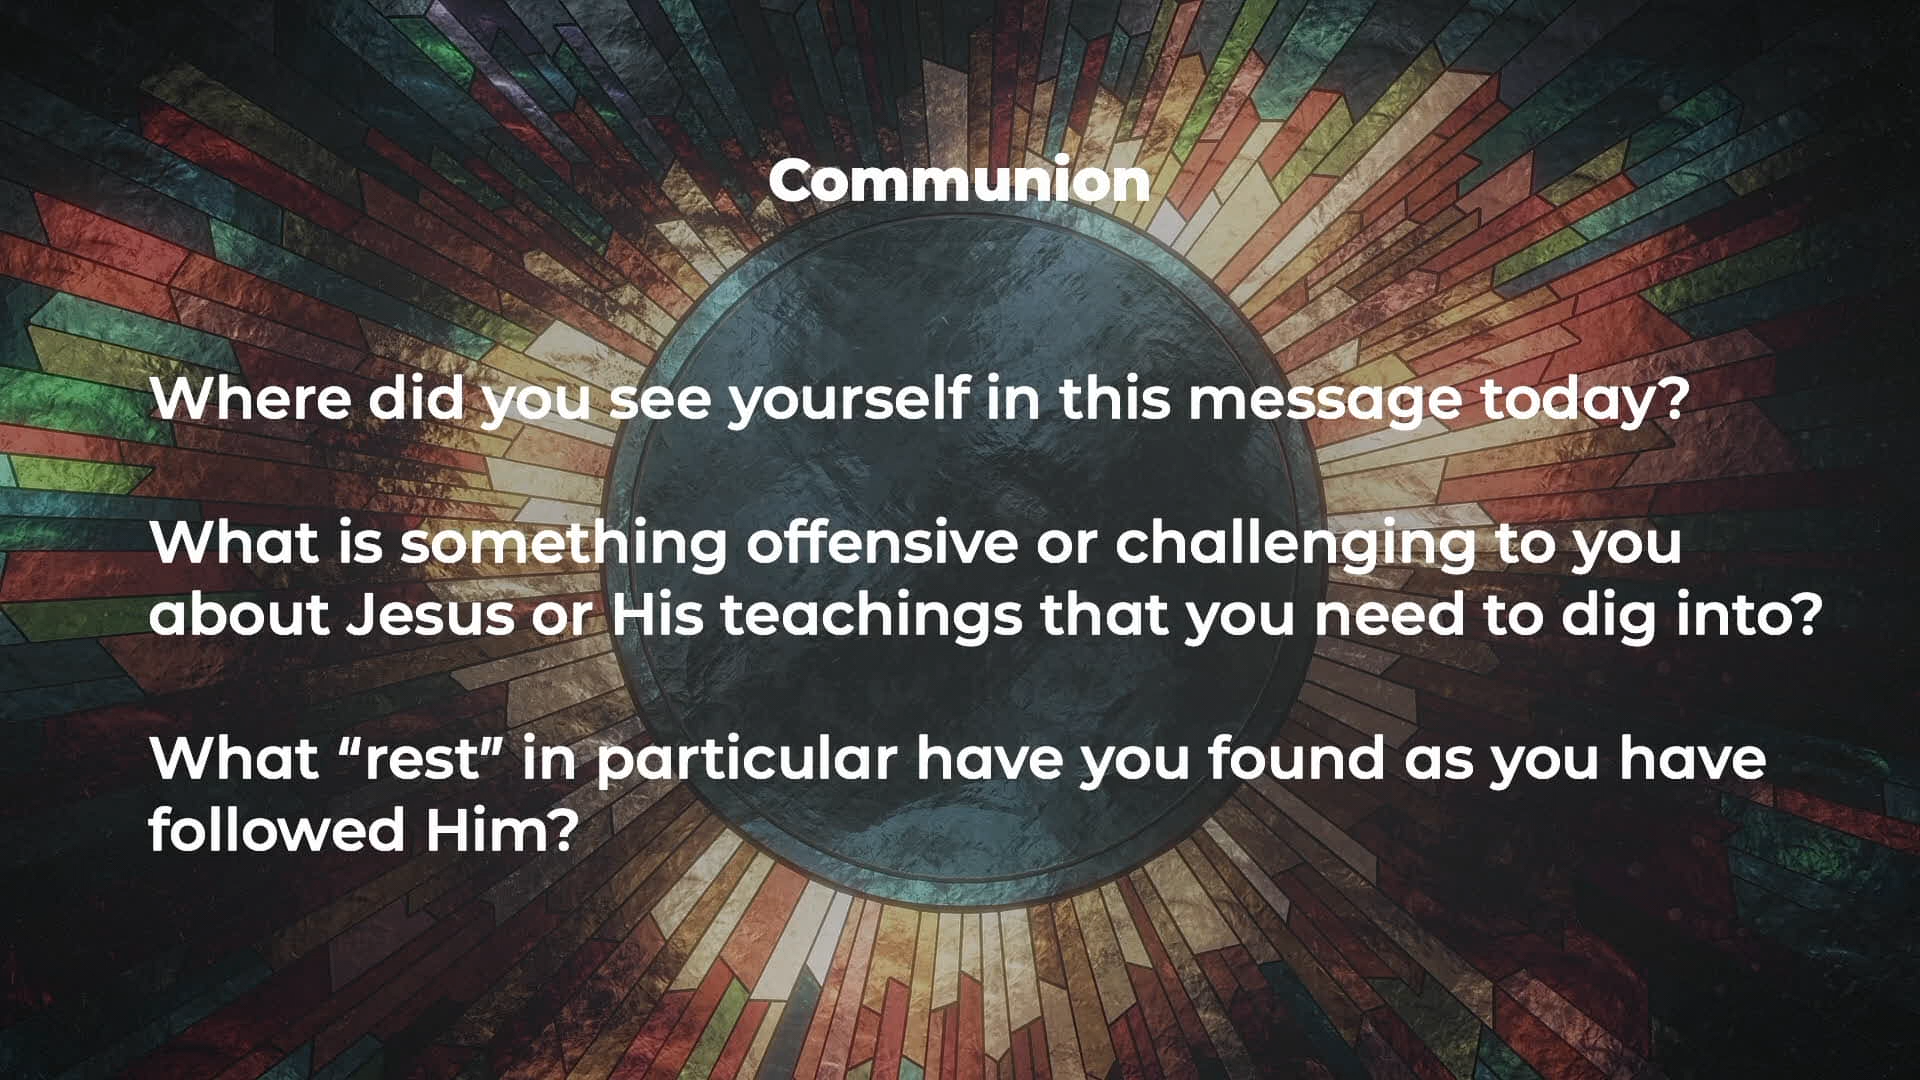 Communion
Where did you see yourself in this message today?
What is something offensive or challenging to you
about Jesus or His teachings that you need to dig into?
What “rest” in particular have you found as you have
followed Him?